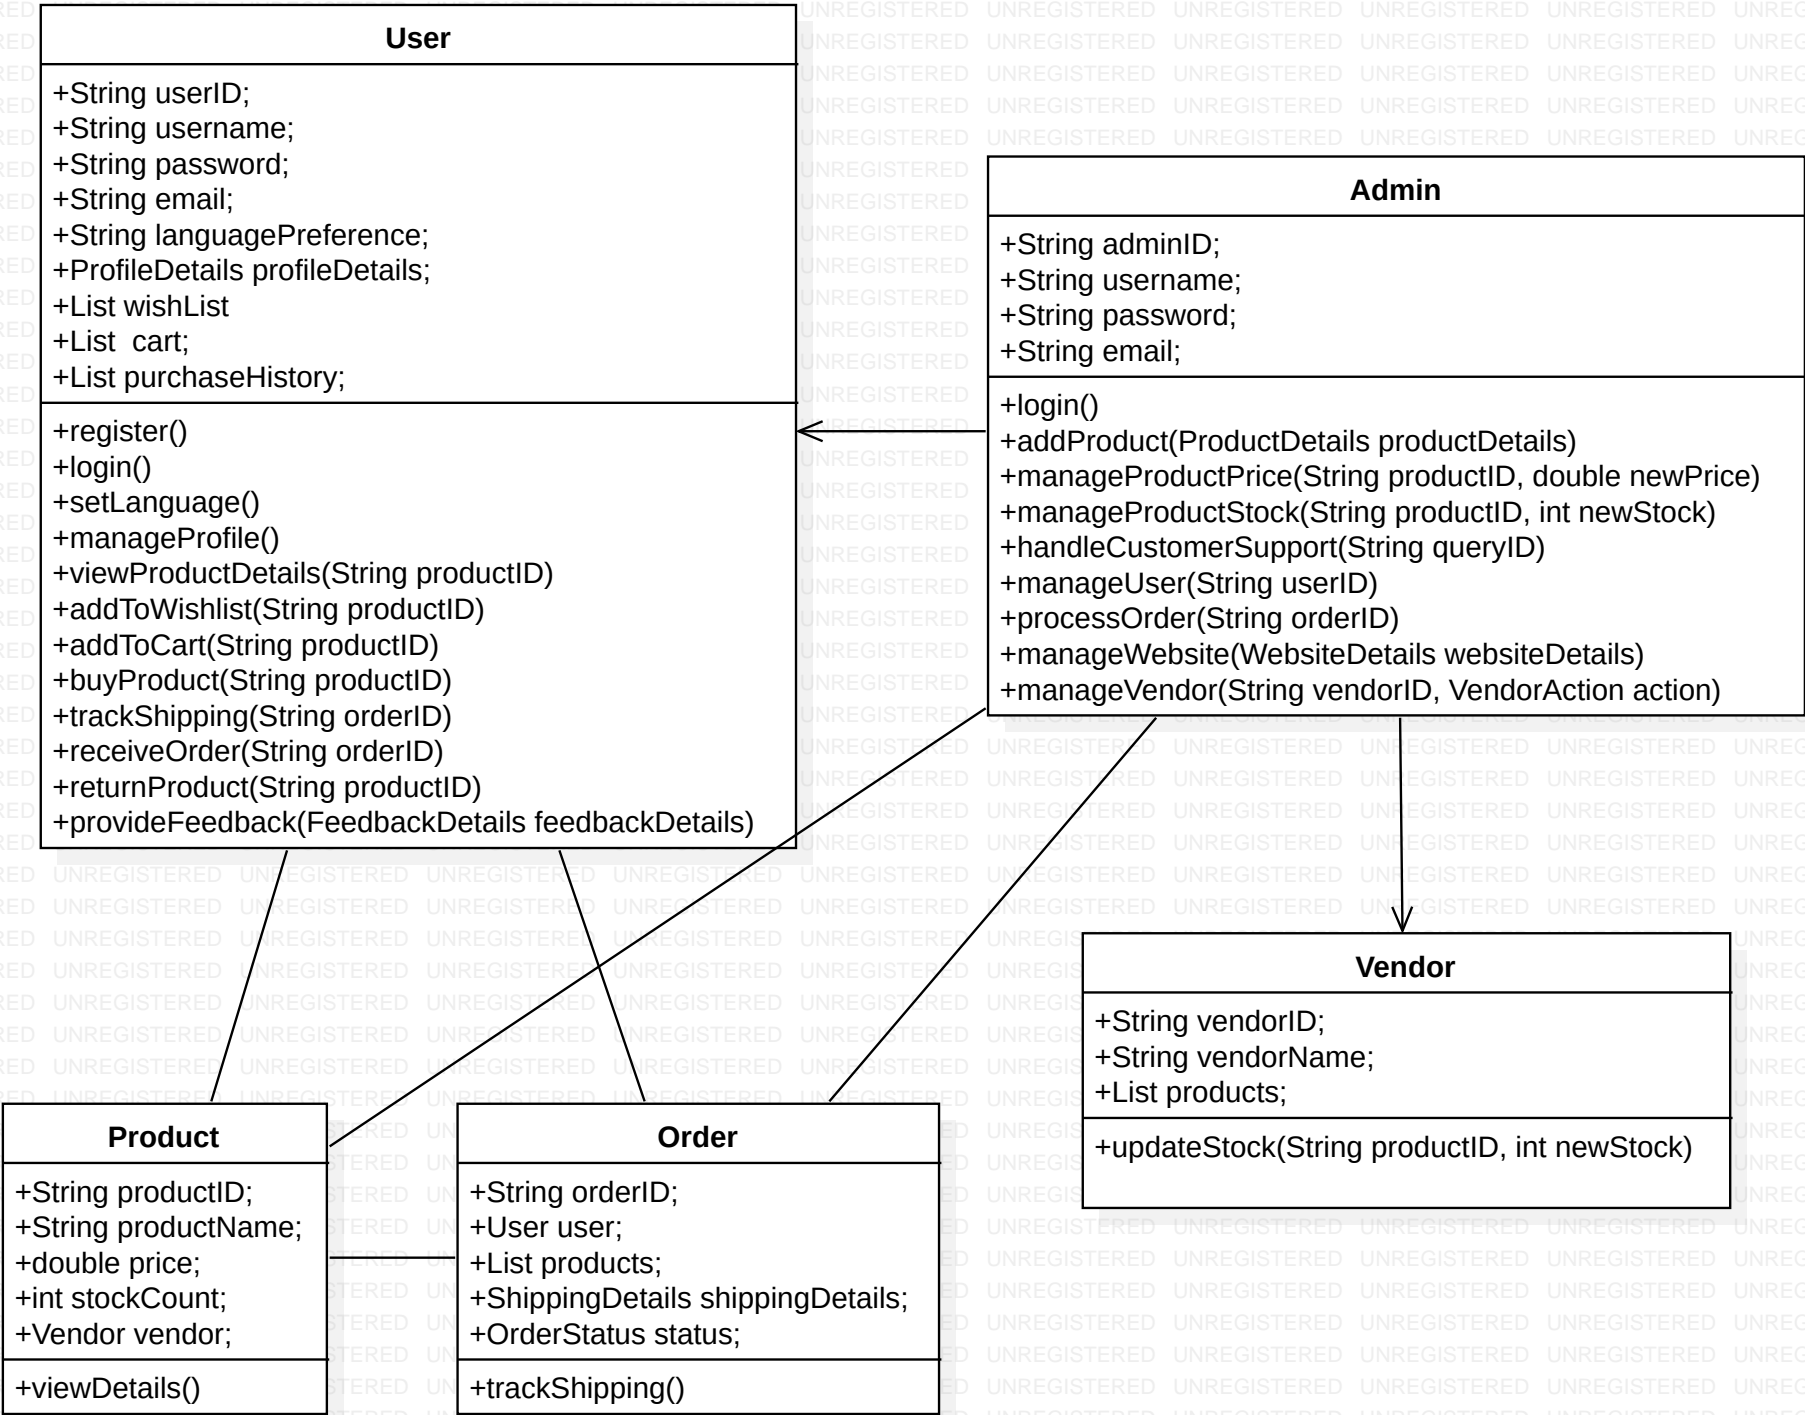 User
+String userID;
+String username;
+String password;
+String email;
+String languagePreference;
+ProfileDetails profileDetails;
+List wishList
+List  cart;
+List purchaseHistory;
+register()
+login()
+setLanguage()
+manageProfile()
+viewProductDetails(String productID)
+addToWishlist(String productID)
+addToCart(String productID)
+buyProduct(String productID)
+trackShipping(String orderID)
+receiveOrder(String orderID)
+returnProduct(String productID)
+provideFeedback(FeedbackDetails feedbackDetails)
Admin
+String adminID;
+String username;
+String password;
+String email;
+login()
+addProduct(ProductDetails productDetails)
+manageProductPrice(String productID, double newPrice)
+manageProductStock(String productID, int newStock)
+handleCustomerSupport(String queryID)
+manageUser(String userID)
+processOrder(String orderID)
+manageWebsite(WebsiteDetails websiteDetails)
+manageVendor(String vendorID, VendorAction action)
Vendor
+String vendorID;
+String vendorName;
+List products;
+updateStock(String productID, int newStock)
Product
+String productID;
+String productName;
+double price;
+int stockCount;
+Vendor vendor;
+viewDetails()
Order
+String orderID;
+User user;
+List products;
+ShippingDetails shippingDetails;
+OrderStatus status;
+trackShipping()
UNREGISTERED